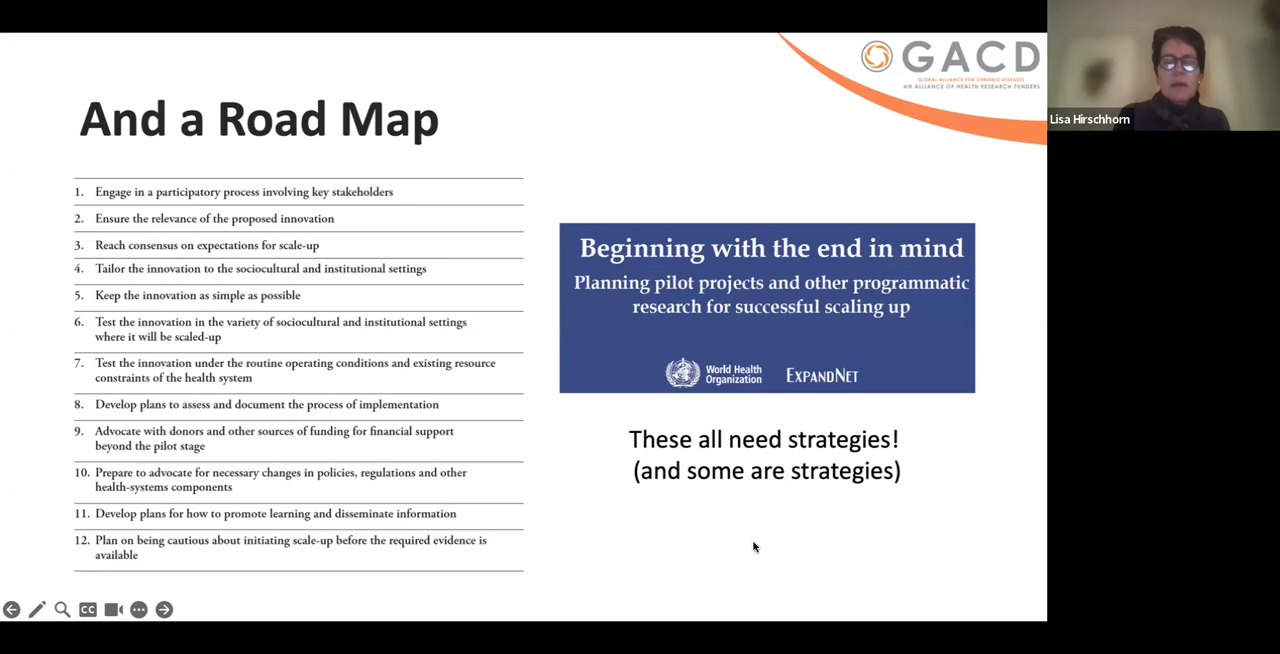 GACD
GLOBAL ALLIANCE FOR CHRONIC DISEASES
AN ALLIANCE OF HEALTH RESEARCH FUNDERS
Lisa Hirschhorn
And a Road Map
1. Engage in a participatory process involving key stakeholders
2. Ensure the relevance of the proposed innovation
3. Reach consensus on expectations for scale-up
4. Tailor the innovation to the sociocultural and institutional settings
5. Keep the innovation as simple as possible
6. Test the innovation in the variety of sociocultural and institutional settings
where it will be scaled-up
7. Test the innovation under the routine operating conditions and existing resource
constraints of the health system
8. Develop plans to assess and document the process of implementation
9. Advocate with donors and other sources of funding for financial support
beyond the pilot stage
10. Prepare to advocate for necessary changes in policies, regulations and other
health-systems components
11. Develop plans for how to promote learning and disseminate information
12. Plan on being cautious about initiating scale-up before the required evidence is
available
Beginning with the end in mind
Planning pilot projects and other programmatic
research for successful scaling up
World Health
Organization
EXPANDNET
These all need strategies!
(and some are strategies)
CC